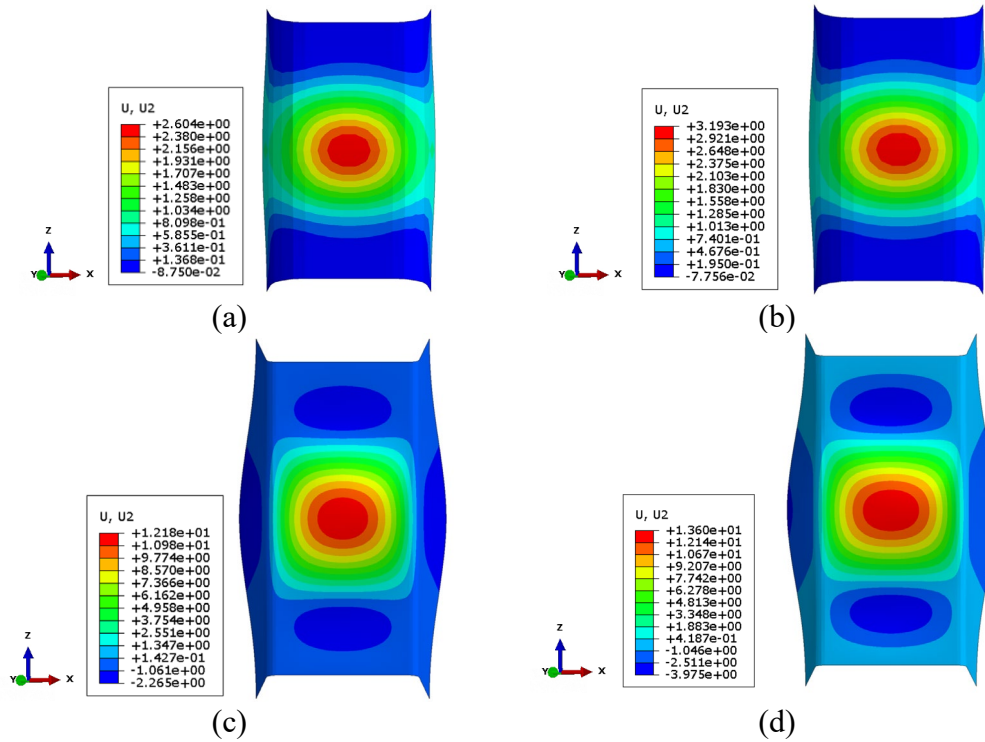 U, U2
+2.604e+00
+2.380e+00
+2.156e+00
+1.931e+00
+1.707e+00
+1.483e+00
+1.258e+00
+1.034e+00
+8.098e-01
+5.855e-01
+3.611e-01
+1.368e-01
-8.750e-02
Z
Y
X
(a)
U, U2
+3.193e+00
+2.921e+00
+2.648e+00
+2.375e+00
+2.103e+00
+1.830e+00
+1.558e+00
+1.285e+00
+1.013e+00
+7.401e-01
+4.676e-01
+1.950e-01
-7.756e-02
Z
Y
X
(b)
U, U2
+1.218e+01
+1.098e+01
+9.774e+00
+8.570e+00
+7.366e+00
+6.162e+00
+4.958e+00
+3.754e+00
+2.551e+00
+1.347e+00
+1.427e-01
-1.061e+00
-2.265e+00
Z
Y
X
(c)
U, U2
+1.360e+01
+1.214e+01
+1.067e+01
+9.207e+00
+7.742e+00
+6.278e+00
+4.813e+00
+3.348e+00
+1.883e+00
+4.187e-01
-1.046e+00
-2.511e+00
-3.975e+00
Z
Y
X
(d)